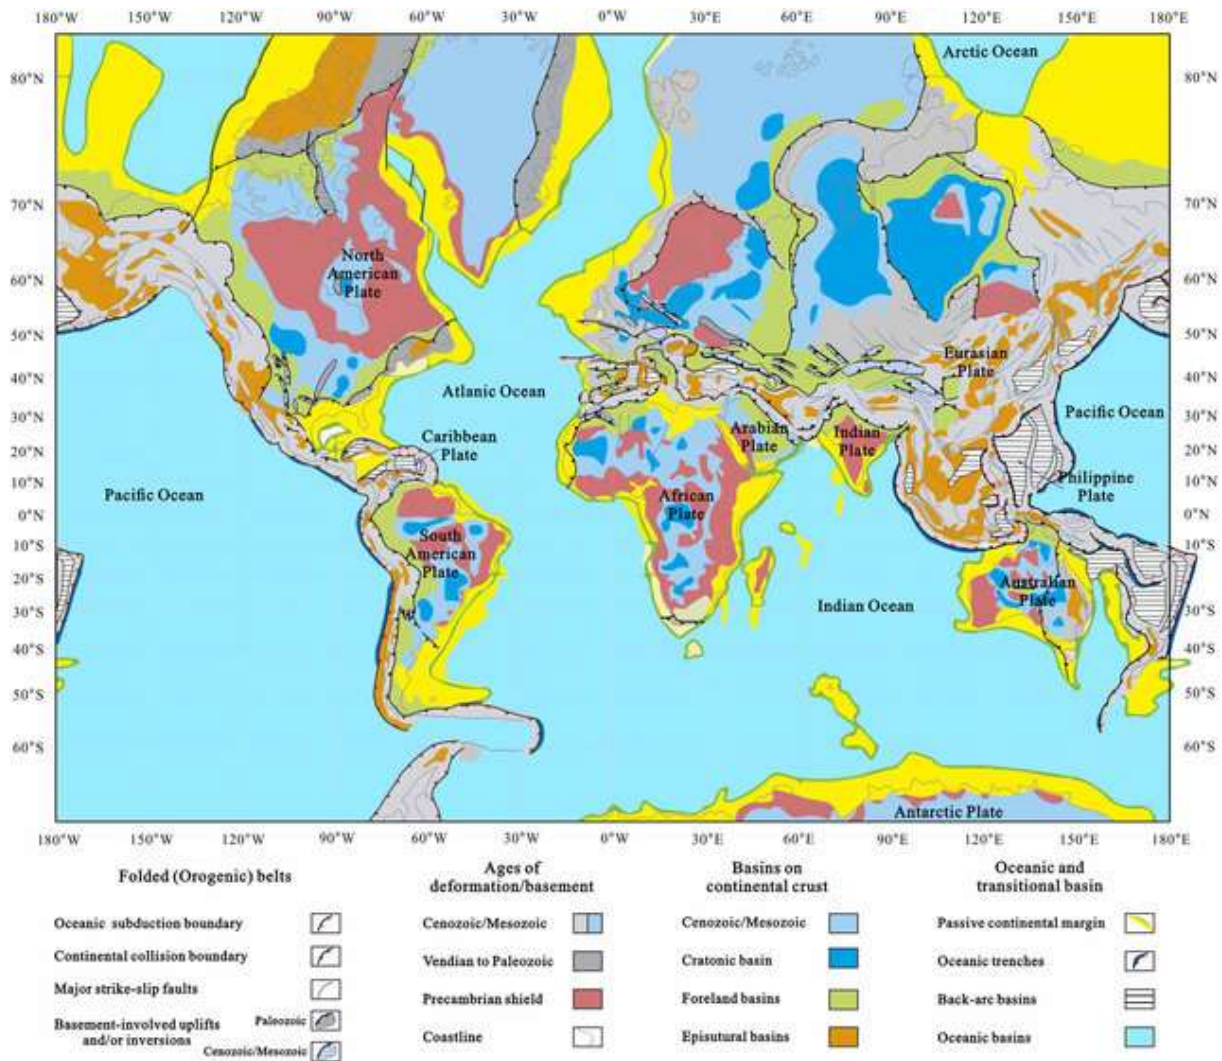 180°W 150°W 120°W 90°W 60°W 30°W 0°W 30°E 60°E 90°E 120°E 150°E 180°E
Arctic Ocean
80°N 80°N
70°N 70°N
North
American
Plate
60°N 60°N
50°N 50°N
Eurasian
Plate
40°N 40°N
Atlanic Ocean
Pacific Ocean
30°N 30°N
Caribbean
Plate
Arabian
Plate
Indian
Plate
20°N 20°N
Philippine
Plate
10°N 10°N
Pacific Ocean
African
Plate
0°N 0°N
South
American
Plate
10°S 10°S
Australian
Plate
20°S
Indian Ocean
30°S 30°S
40°S 40°S
50°S 50°S
60°S 60°S
Antarctic Plate
180°W 150°W 120°W 90°W 60°W 30°W 0°W 30°E 60°E 90°E 120°E 150°E 180°E
Folded (Orogenic) belts
Oceanic subduction boundary
Continental collision boundary
Major strike-slip faults
Basement-involved uplifts
and/or inversions
Paleozoic
Cenozoic/Mesozoic
Ages of
deformation/basement
Cenozoic/Mesozoic
Vendian to Paleozoic
Precambrian shield
Coastline
Basins on
continental crust
Cenozoic/Mesozoic
Cratonic basin
Foreland basins
Episutural basins
Oceanic and
transitional basin
Passive continental margin
Oceanic trenches
Back-arc basins
Oceanic basins